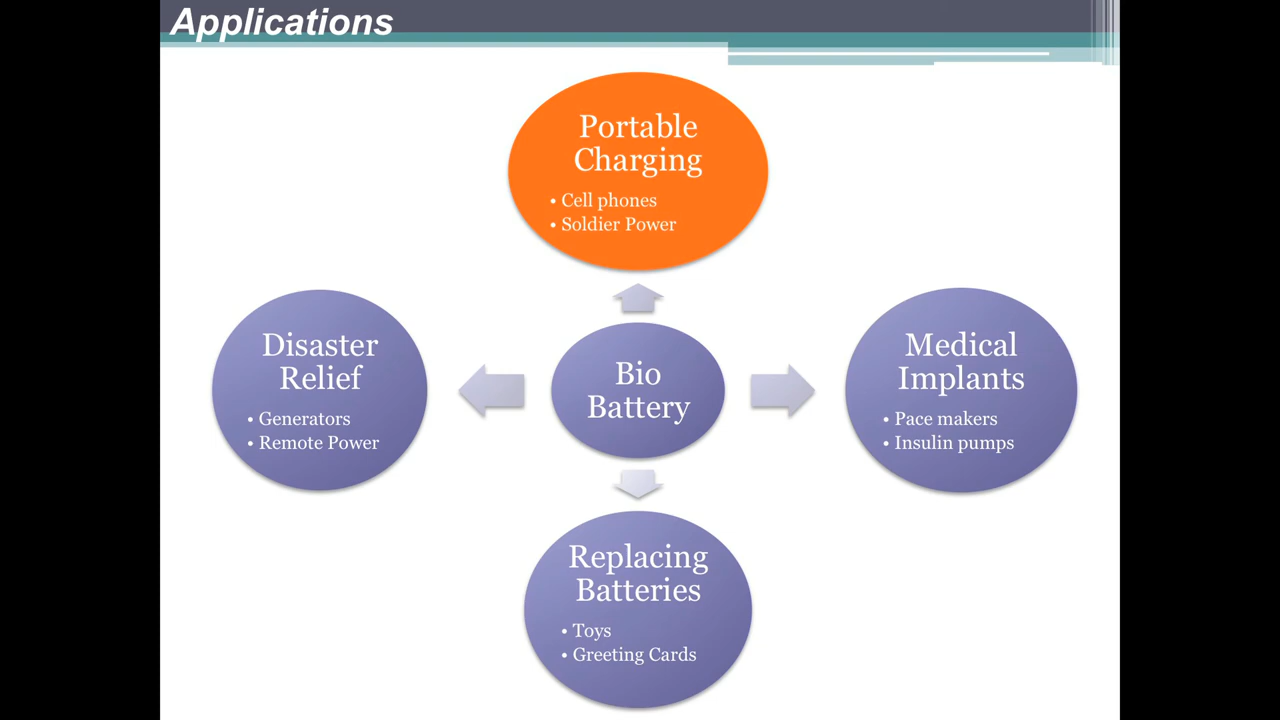 Applications
Portable
Charging
• Cell phones
• Soldier Power
Disaster
Relief
• Generators
• Remote Power
Bio
Battery
Medical
Implants
• Pace makers
• Insulin pumps
Replacing
Batteries
• Toys
• Greeting Cards